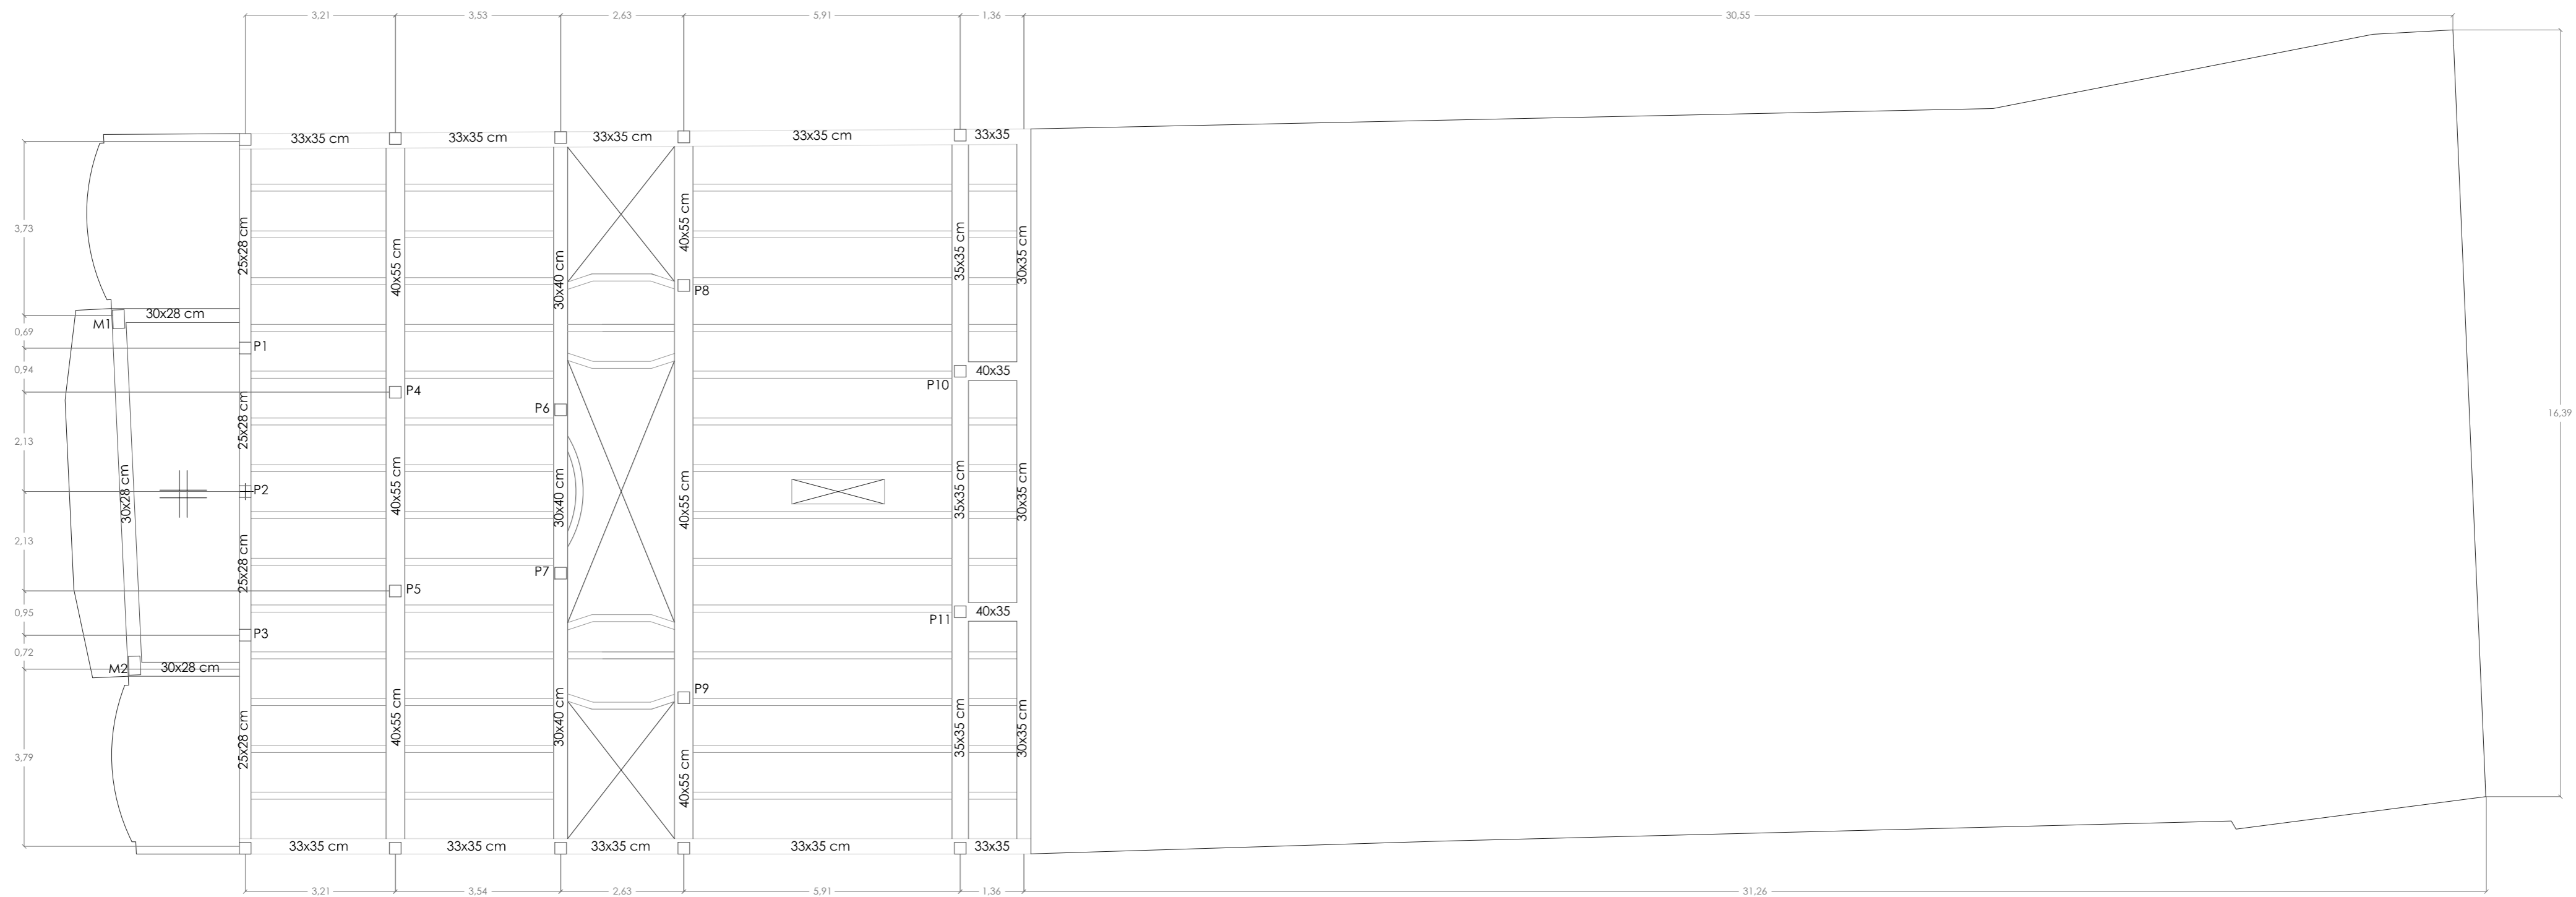 3,21 3,53 2,63 5,91 1,36 30,55
33x35 cm 33x35 cm 33x35 cm 33x35 cm 33x35
3,73
25x28 cm
40x55 cm
30x40 cm
40x55 cm
35x35 cm
30x35 cm
P8
M1 30x28 cm
0,69
P1
0,94
40x35
P10
P4
P6
16,39
25x28 cm
2,13
30x28 cm
P2
40x55 cm
30x40 cm
40x55 cm
35x35 cm
30x35 cm
2,13
25x28 cm
P7
P5
0,95
40x35
P11
P3
0,72
M2 30x28 cm
P9
3,79
25x28 cm
40x55 cm
30x40 cm
40x55 cm
35x35 cm
30x35 cm
33x35 cm 33x35 cm 33x35 cm 33x35 cm 33x35
3,21 3,54 2,63 5,91 1,36 31,26